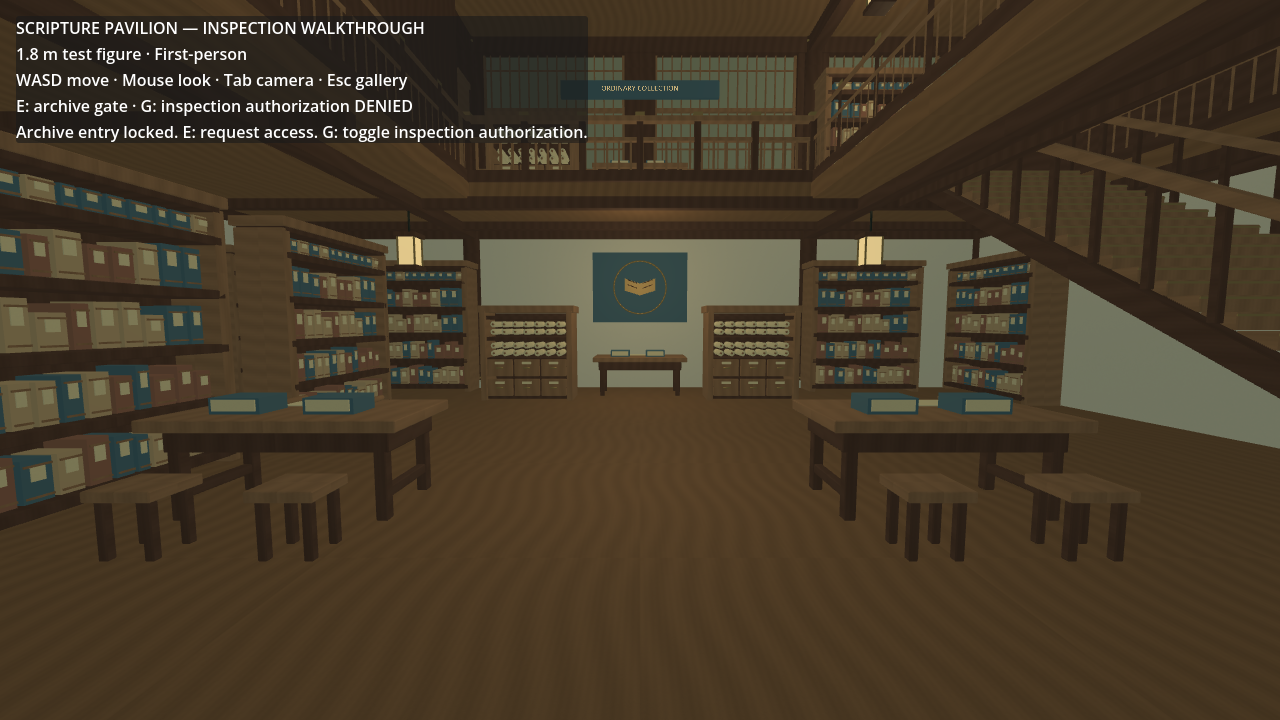 SCRIPTURE PAVILION — INSPECTION WALKTHROUGH
1.8 m test figure · First-person
WASD move · Mouse look · Tab camera · Esc gallery
E: archive gate · G: inspection authorization DENIED
Archive entry locked. E: request access. G: toggle inspection authorization.
ORDINARY COLLECTION